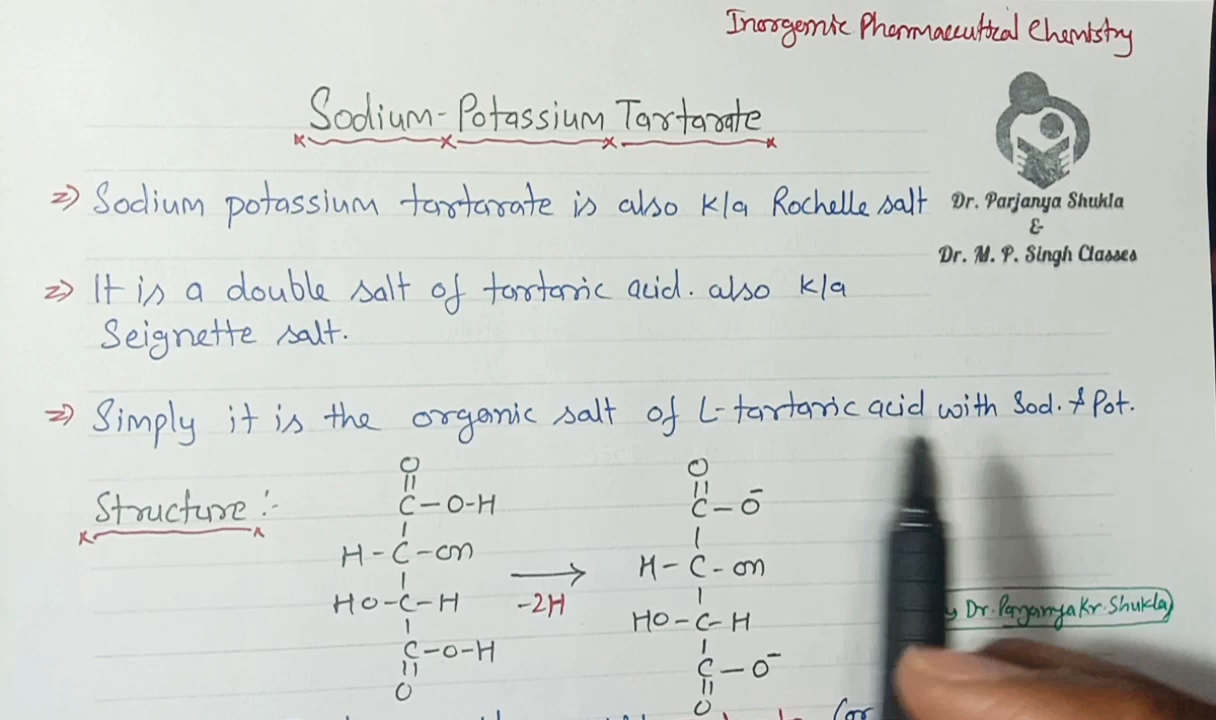 Inorgenic Pharmaceutical Chemistry
Sodium-Potassium Tartarate
Dr. Parjanya Shukla
&
Dr. M. P. Singh Classes
=> Sodium potassium tartarate is also k/a Rochelle salt
=> It is a double salt of tartaric acid. also k/a
Seignette salt.
=> Simply it is the organic salt of L-tartaric acid with Sod. & Pot.
Structure :-
O O
|| ||
C-O-H C-O⁻
| |
H-C-OH H-C-OH
| → |
HO-C-H -2H HO-C-H
| |
C-O-H C-O⁻
|| ||
O O
Dr. Parjanya Kr. Shukla
(or